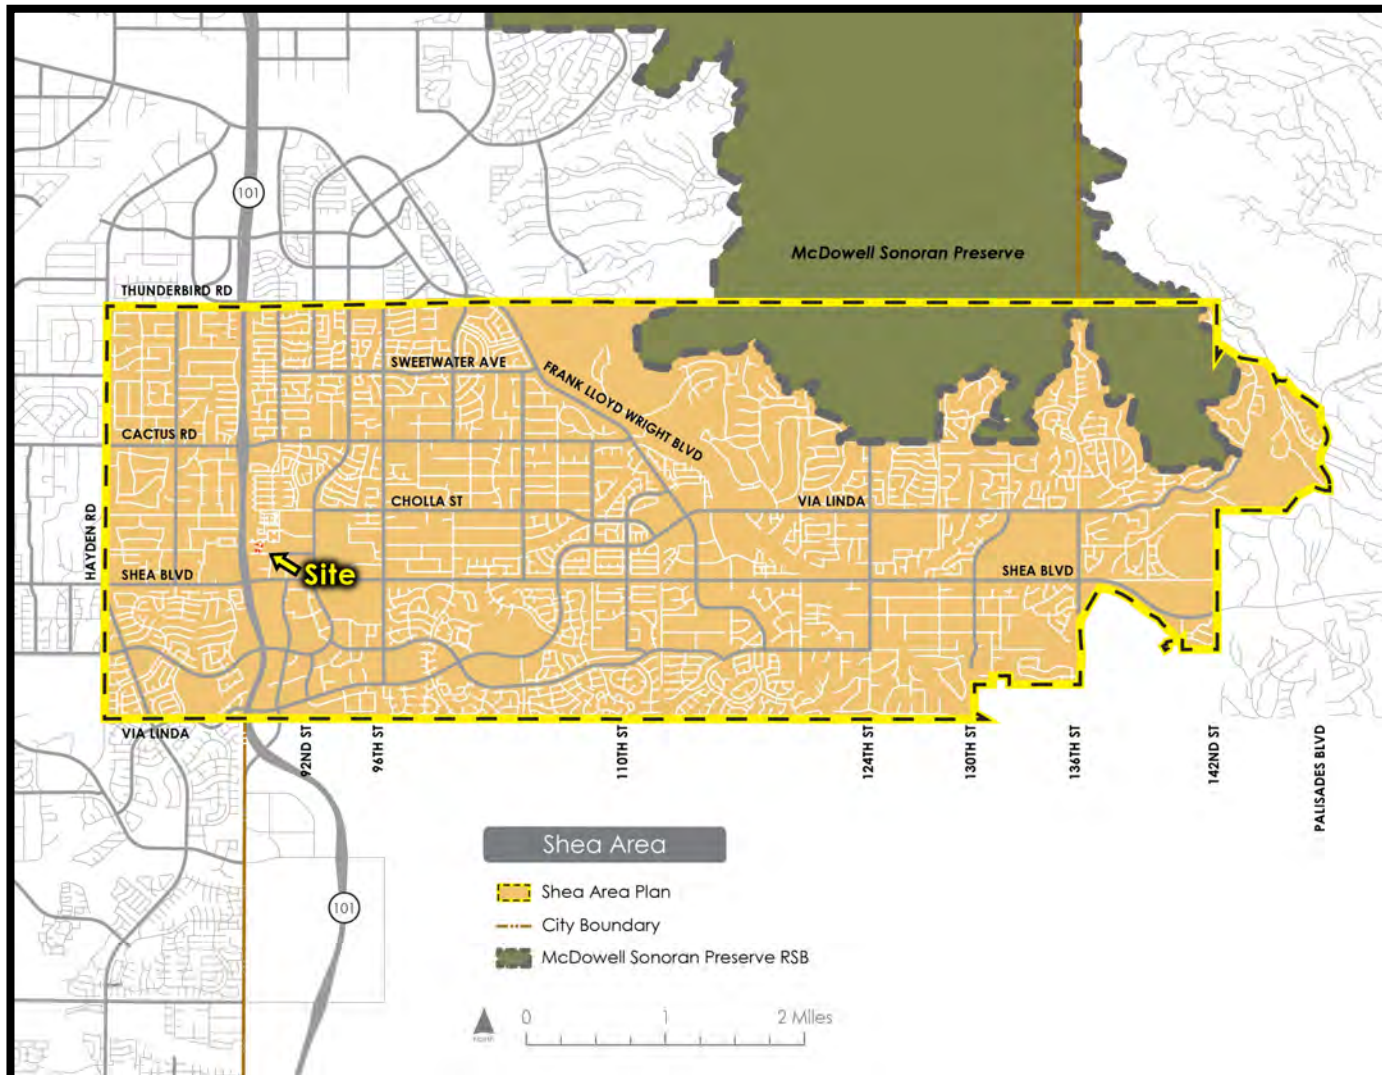 101
McDowell Sonoran Preserve
THUNDERBIRD RD
SWEETWATER AVE
FRANK LLOYD WRIGHT BLVD
CACTUS RD
CHOLLA ST
VIA LINDA
HAYDEN RD
Site
SHEA BLVD
SHEA BLVD
VIA LINDA
92ND ST
96TH ST
110TH ST
124TH ST
130TH ST
136TH ST
142ND ST
PALISADES BLVD
Shea Area
Shea Area Plan
101
City Boundary
McDowell Sonoran Preserve RSB
0 1 2 Miles
North